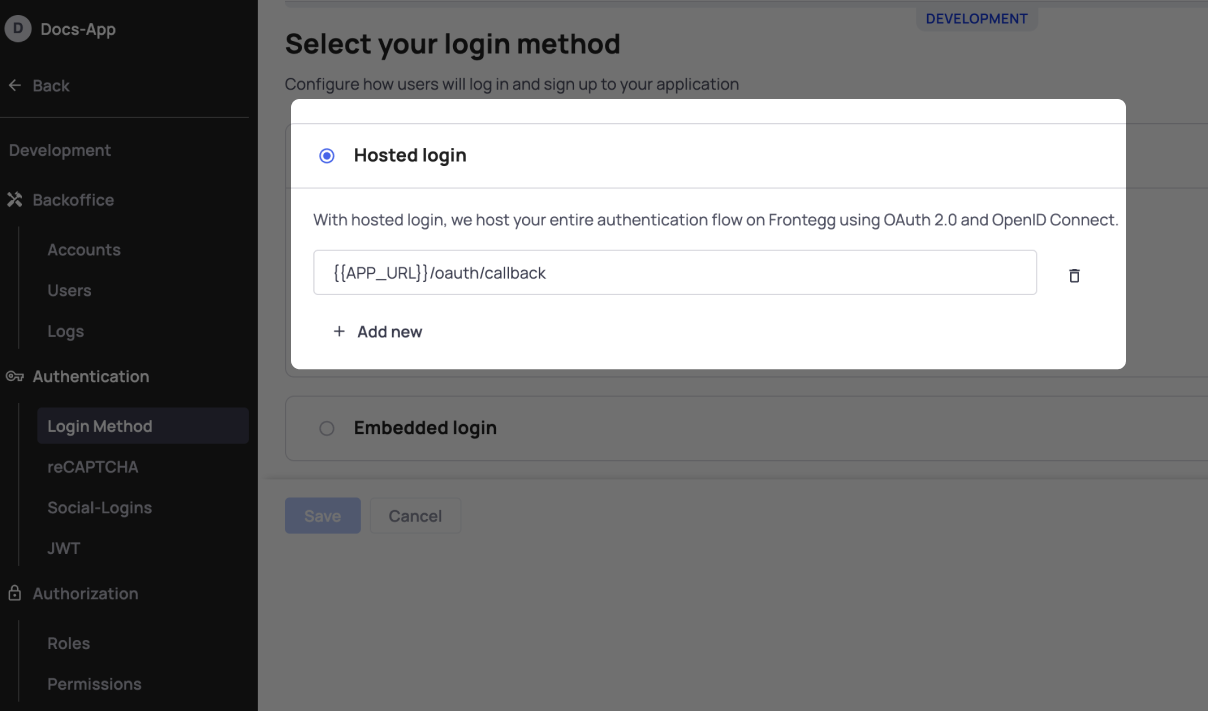 D Docs-App
Back
Development
Backoffice
Accounts
Users
Logs
Authentication
Login Method
reCAPTCHA
Social-Logins
JWT
Authorization
Roles
Permissions
DEVELOPMENT
Select your login method
Configure how users will log in and sign up to your application
Hosted login
With hosted login, we host your entire authentication flow on Frontegg using OAuth 2.0 and OpenID Connect.
{{APP_URL}}/oauth/callback
+ Add new
Embedded login
Save Cancel